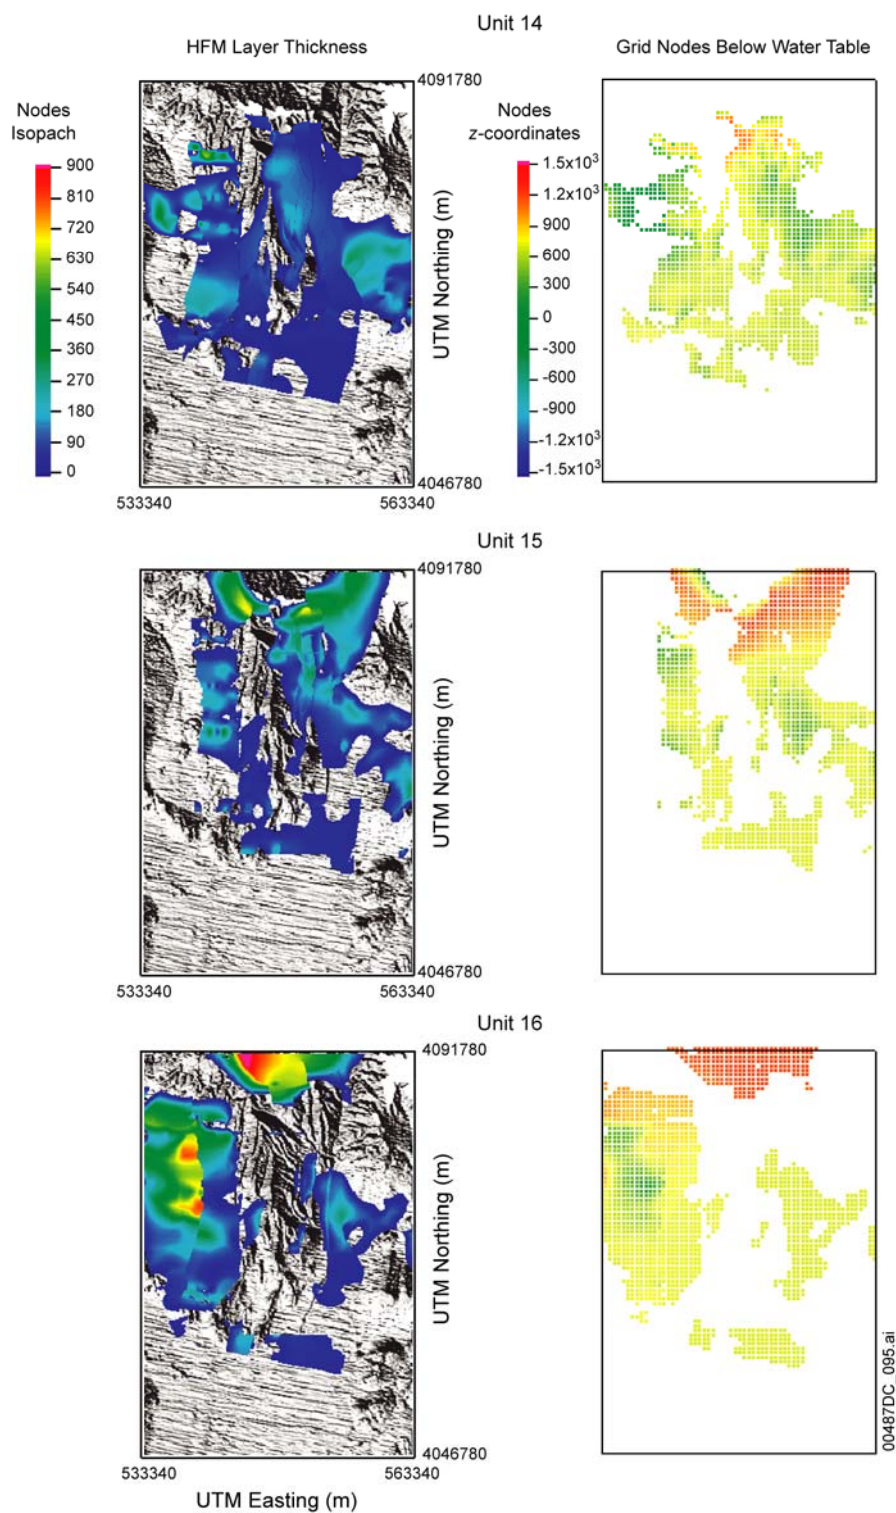 Unit 14
HFM Layer Thickness
Grid Nodes Below Water Table
4091780
Nodes
Isopach
900
810
720
630
540
450
360
270
180
90
0
UTM Northing (m)
Nodes
z-coordinates
1.5x10³
1.2x10³
900
600
300
0
-300
-600
-900
-1.2x10³
-1.5x10³
4046780
533340
563340
Unit 15
4091780
UTM Northing (m)
4046780
533340
563340
Unit 16
4091780
UTM Northing (m)
4046780
533340
563340
UTM Easting (m)
00487DC_095.ai